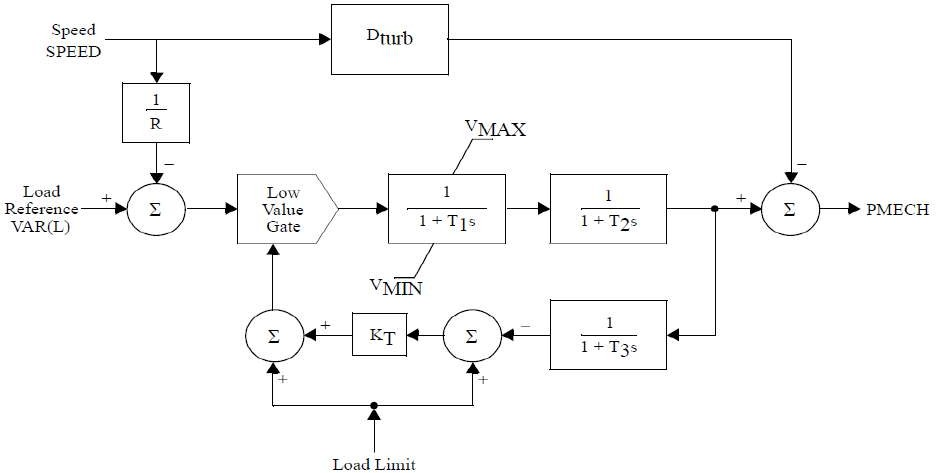 Speed
SPEED
Dturb
1
R
−
VMAX
Load
Reference
VAR(L)
+
Σ
Low
Value
Gate
1
1 + T1s
1
1 + T2s
+
−
Σ
PMECH
VMIN
Σ
+
KT
Σ
−
1
1 + T3s
+
+
Load Limit